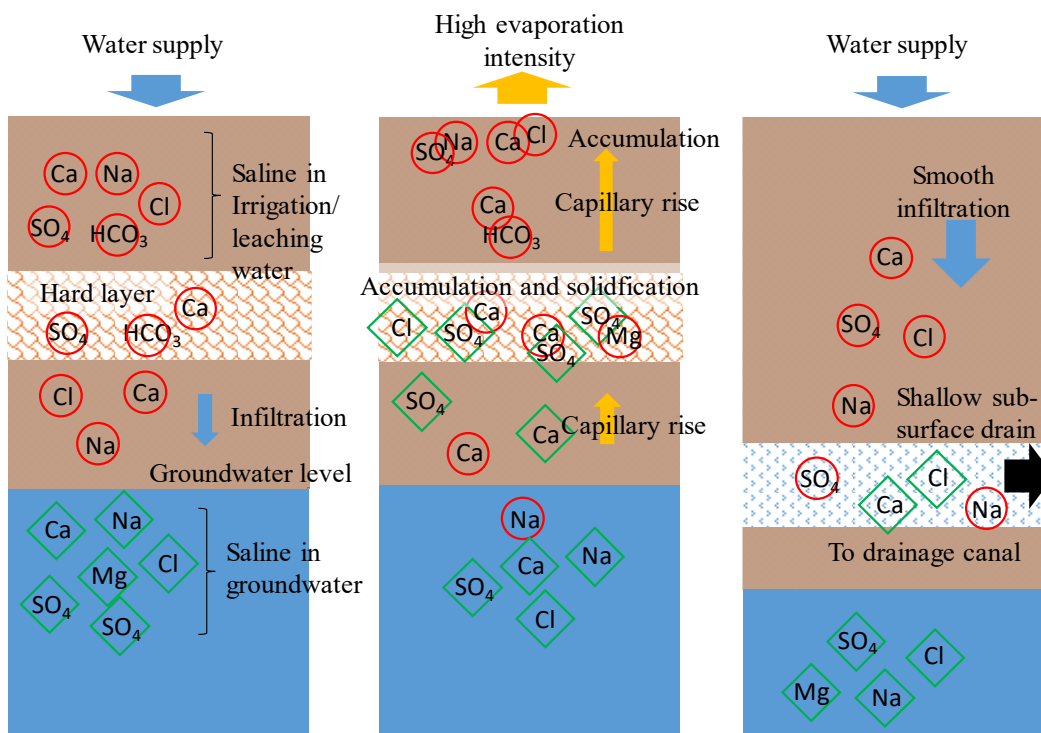 Water supply
Ca
Na
Cl
SO₄
HCO₃
Saline in
Irrigation/
leaching
water
Hard layer
Ca
SO₄
HCO₃
Cl
Ca
Na
Infiltration
Groundwater level
Ca
Na
Mg
Cl
SO₄
SO₄
Saline in
groundwater
High evaporation
intensity
SO₄
Na
Ca
Cl
Accumulation
Ca
HCO₃
Capillary rise
Accumulation and solidfication
Cl
SO₄
Ca
Ca
SO₄
SO₄
Mg
SO₄
Ca
Ca
Capillary rise
Na
Ca
Na
SO₄
Cl
Water supply
Smooth
infiltration
Ca
SO₄
Cl
Na
Shallow sub-
surface drain
SO₄
Ca
Cl
Na
To drainage canal
SO₄
Cl
Mg
Na